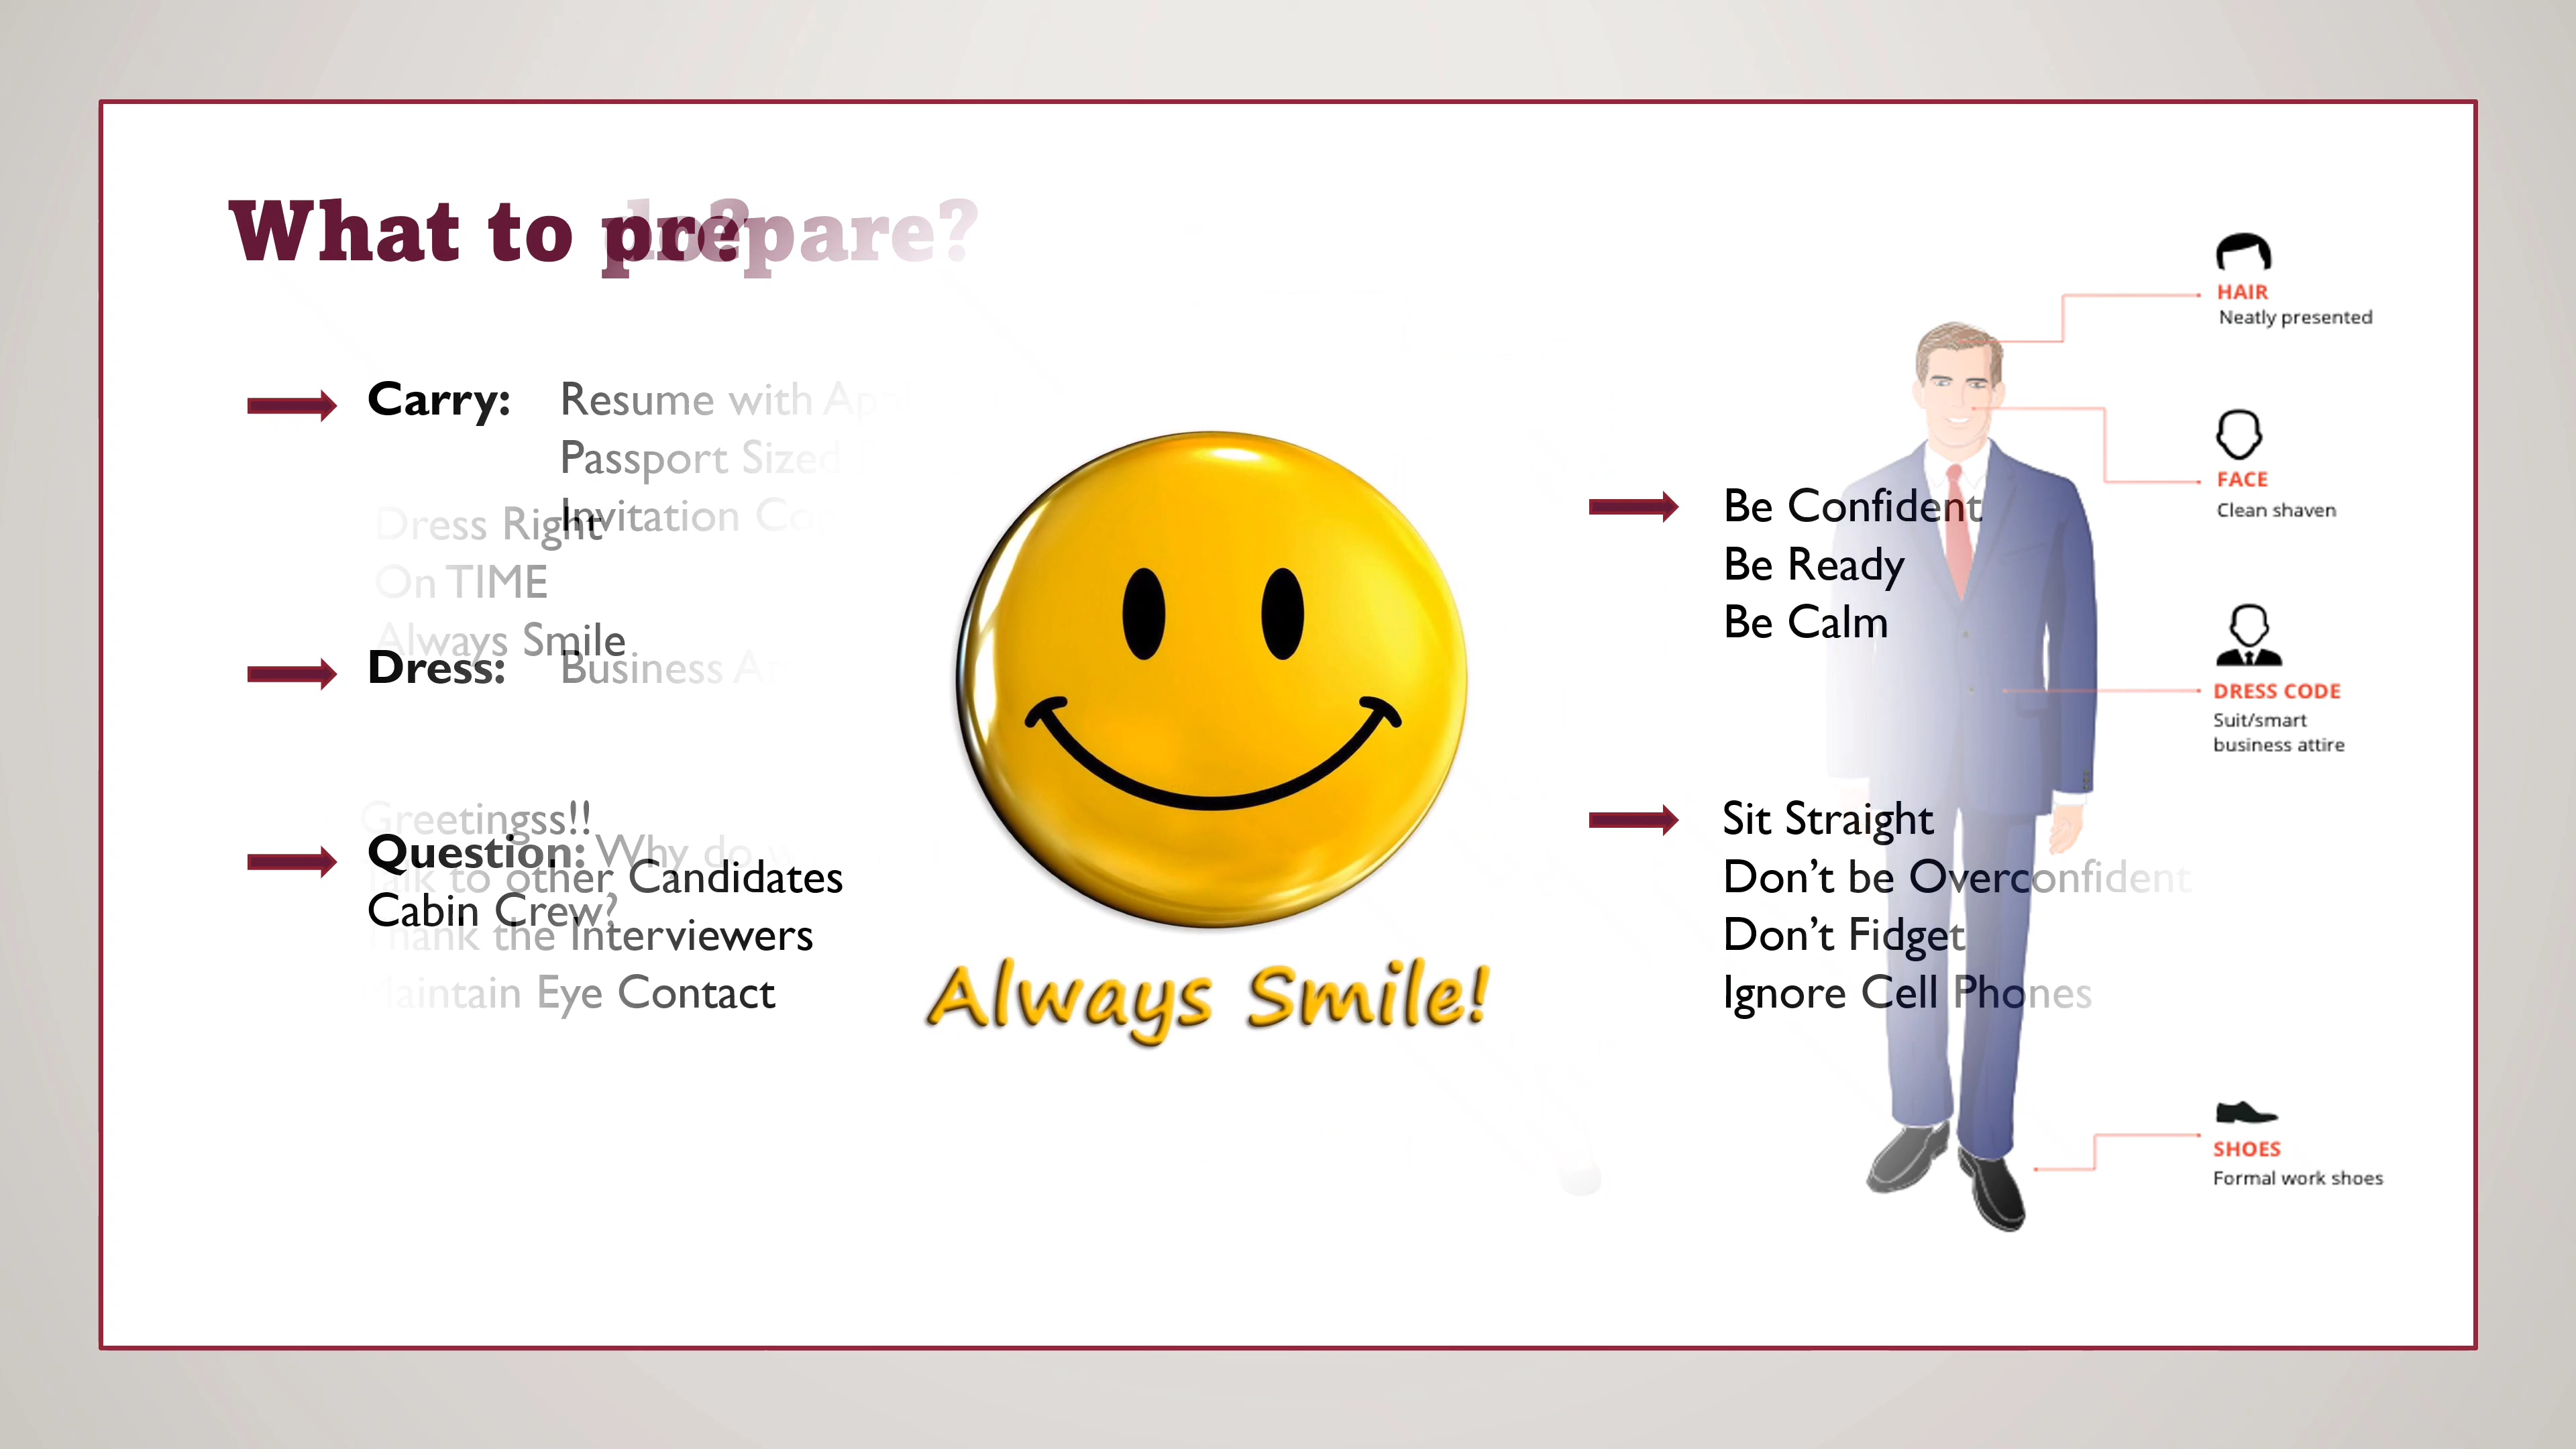 What to prepare?
do?
Carry: Resume with
Passport Sized
Invitation
Dress Right
On TIME
Always Smile
Dress: Business
Greetingss!!
Question: Why do
Talk to other Candidates
Cabin Crew?
Thank the Interviewers
Maintain Eye Contact
Always Smile!
Be Confident
Be Ready
Be Calm
Sit Straight
Don’t be Overconfident
Don’t Fidget
Ignore Cell Phones
HAIR
Neatly presented
FACE
Clean shaven
DRESS CODE
Suit/smart
business attire
SHOES
Formal work shoes